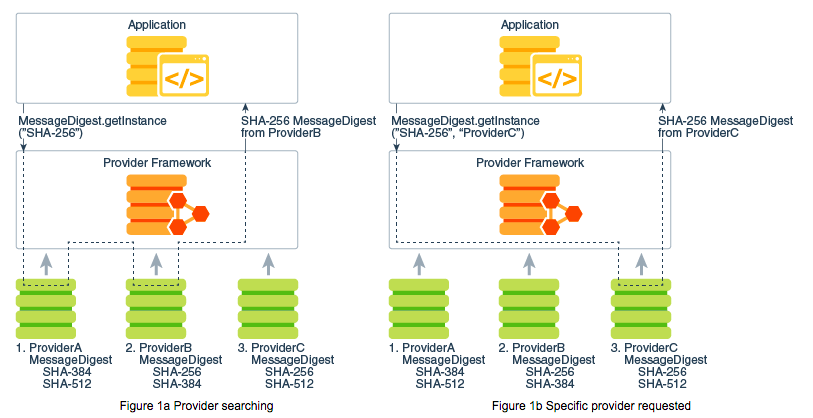 Application
</>
MessageDigest.getInstance
("SHA-256")
SHA-256 MessageDigest
from ProviderB
Provider Framework
1. ProviderA
MessageDigest
SHA-384
SHA-512
2. ProviderB
MessageDigest
SHA-256
SHA-384
3. ProviderC
MessageDigest
SHA-256
SHA-512
Figure 1a Provider searching
Application
</>
MessageDigest.getInstance
("SHA-256", “ProviderC")
SHA-256 MessageDigest
from ProviderC
Provider Framework
1. ProviderA
MessageDigest
SHA-384
SHA-512
2. ProviderB
MessageDigest
SHA-256
SHA-384
3. ProviderC
MessageDigest
SHA-256
SHA-512
Figure 1b Specific provider requested